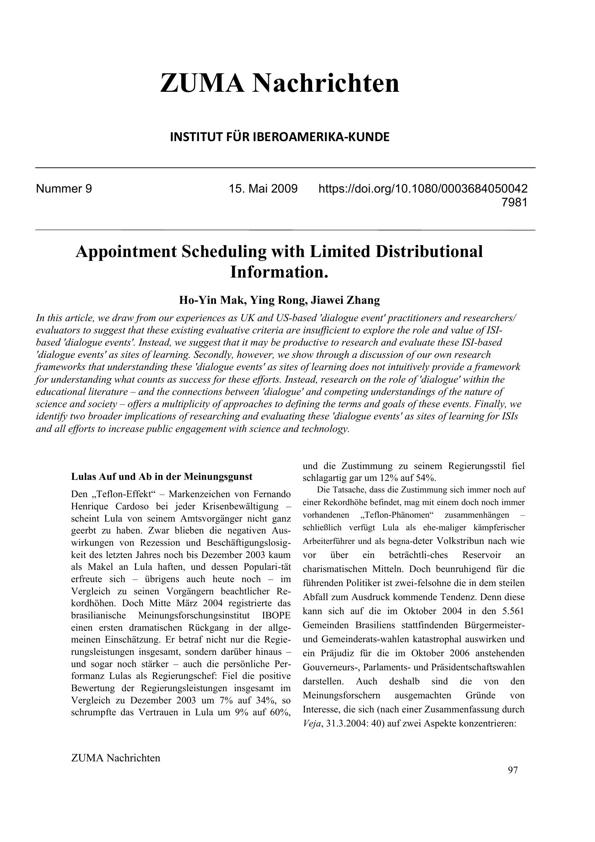 ZUMA Nachrichten
INSTITUT FÜR IBEROAMERIKA-KUNDE
Nummer 9
15. Mai 2009
https://doi.org/10.1080/0003684050042
7981
Appointment Scheduling with Limited Distributional
Information.
Ho-Yin Mak, Ying Rong, Jiawei Zhang
In this article, we draw from our experiences as UK and US-based 'dialogue event' practitioners and researchers/
evaluators to suggest that these existing evaluative criteria are insufficient to explore the role and value of ISI-
based 'dialogue events'. Instead, we suggest that it may be productive to research and evaluate these ISI-based
'dialogue events' as sites of learning. Secondly, however, we show through a discussion of our own research
frameworks that understanding these 'dialogue events' as sites of learning does not intuitively provide a framework
for understanding what counts as success for these efforts. Instead, research on the role of 'dialogue' within the
educational literature – and the connections between 'dialogue' and competing understandings of the nature of
science and society – offers a multiplicity of approaches to defining the terms and goals of these events. Finally, we
identify two broader implications of researching and evaluating these 'dialogue events' as sites of learning for ISIs
and all efforts to increase public engagement with science and technology.
Lulas Auf und Ab in der Meinungsgunst
Den „Teflon-Effekt“ – Markenzeichen von Fernando
Henrique Cardoso bei jeder Krisenbewältigung –
scheint Lula von seinem Amtsvorgänger nicht ganz
geerbt zu haben. Zwar blieben die negativen Aus-
wirkungen von Rezession und Beschäftigungslosig-
keit des letzten Jahres noch bis Dezember 2003 kaum
als Makel an Lula haften, und dessen Populari-tät
erfreute sich – übrigens auch heute noch – im
Vergleich zu seinen Vorgängern beachtlicher Re-
kordhöhen. Doch Mitte März 2004 registrierte das
brasilianische Meinungsforschungsinstitut IBOPE
einen ersten dramatischen Rückgang in der allge-
meinen Einschätzung. Er betraf nicht nur die Regie-
rungsleistungen insgesamt, sondern darüber hinaus –
und sogar noch stärker – auch die persönliche Per-
formanz Lulas als Regierungschef: Fiel die positive
Bewertung der Regierungsleistungen insgesamt im
Vergleich zu Dezember 2003 um 7% auf 34%, so
schrumpfte das Vertrauen in Lula um 9% auf 60%,
und die Zustimmung zu seinem Regierungsstil fiel
schlagartig gar um 12% auf 54%.
Die Tatsache, dass die Zustimmung sich immer noch auf
einer Rekordhöhe befindet, mag mit einem doch noch immer
vorhandenen „Teflon-Phänomen“ zusammenhängen –
schließlich verfügt Lula als ehe-maliger kämpferischer
Arbeiterführer und als begna-deter Volkstribun nach wie
vor über ein beträchtli-ches Reservoir an
charismatischen Mitteln. Doch beunruhigend für die
führenden Politiker ist zwei-felsohne die in dem steilen
Abfall zum Ausdruck kommende Tendenz. Denn diese
kann sich auf die im Oktober 2004 in den 5.561
Gemeinden Brasiliens stattfindenden Bürgermeister-
und Gemeinderats-wahlen katastrophal auswirken und
ein Präjudiz für die im Oktober 2006 anstehenden
Gouverneurs-, Parlaments- und Präsidentschaftswahlen
darstellen. Auch deshalb sind die von den
Meinungsforschern ausgemachten Gründe von
Interesse, die sich (nach einer Zusammenfassung durch
Veja, 31.3.2004: 40) auf zwei Aspekte konzentrieren:
ZUMA Nachrichten
97